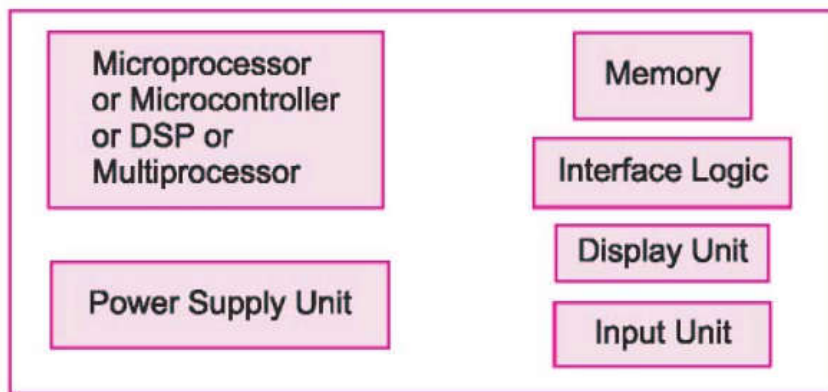 Microprocessor
or Microcontroller
or DSP or
Multiprocessor
Power Supply Unit
Memory
Interface Logic
Display Unit
Input Unit